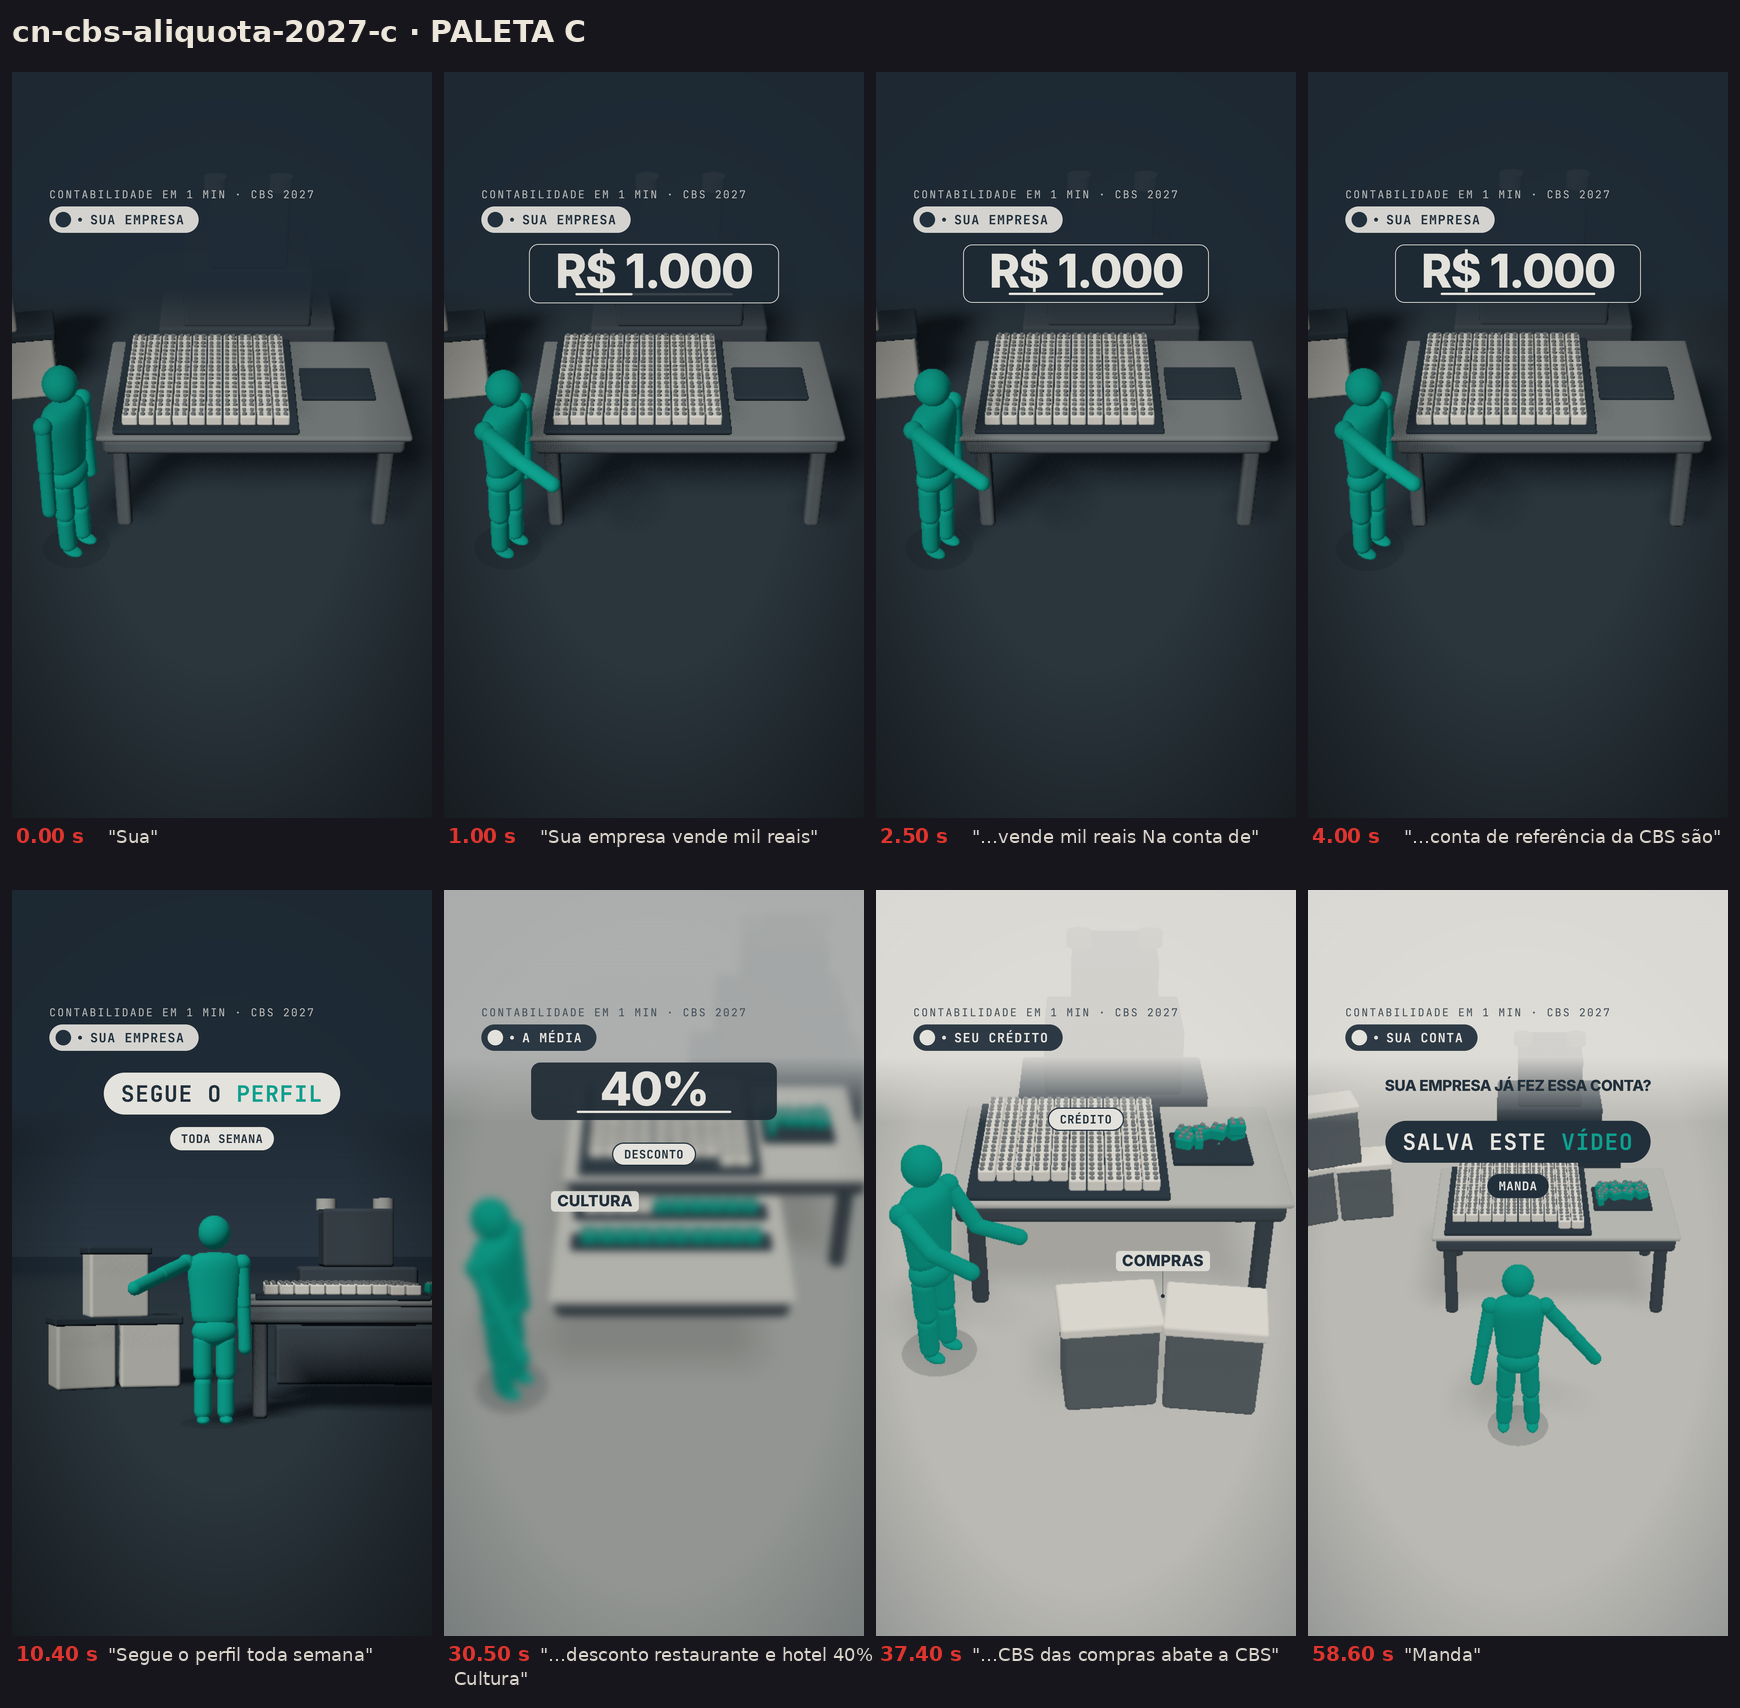 cn-cbs-aliquota-2027-c · PALETA C
CONTABILIDADE EM 1 MIN · CBS 2027
• SUA EMPRESA
0.00 s "Sua"
CONTABILIDADE EM 1 MIN · CBS 2027
• SUA EMPRESA
R$ 1.000
1.00 s "Sua empresa vende mil reais"
CONTABILIDADE EM 1 MIN · CBS 2027
• SUA EMPRESA
R$ 1.000
2.50 s "...vende mil reais Na conta de"
CONTABILIDADE EM 1 MIN · CBS 2027
• SUA EMPRESA
R$ 1.000
4.00 s "...conta de referência da CBS são"
CONTABILIDADE EM 1 MIN · CBS 2027
• SUA EMPRESA
SEGUE O PERFIL
TODA SEMANA
10.40 s "Segue o perfil toda semana"
CONTABILIDADE EM 1 MIN · CBS 2027
• A MÉDIA
40%
DESCONTO
CULTURA
30.50 s "...desconto restaurante e hotel 40%
Cultura"
CONTABILIDADE EM 1 MIN · CBS 2027
• SEU CRÉDITO
CRÉDITO
COMPRAS
37.40 s "...CBS das compras abate a CBS"
CONTABILIDADE EM 1 MIN · CBS 2027
• SUA CONTA
SUA EMPRESA JÁ FEZ ESSA CONTA?
SALVA ESTE VÍDEO
MANDA
58.60 s "Manda"